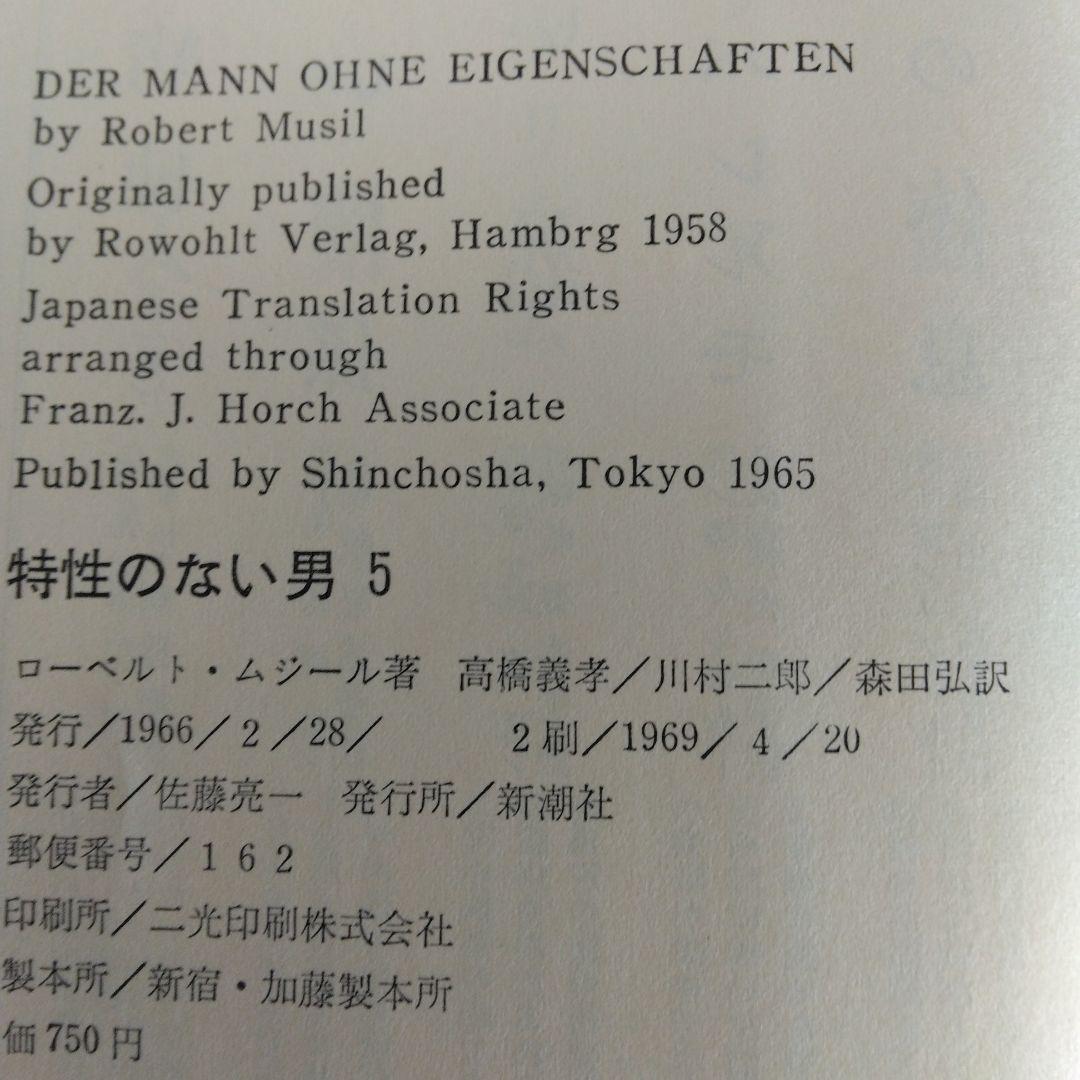 DER MANN OHNE EIGENSCHAFTEN
by Robert Musil
Originally published
by Rowohlt Verlag, Hambrg 1958
Japanese Translation Rights
arranged through
Franz. J. Horch Associate
Published by Shinchosha, Tokyo 1965
特性のない男 5
ローベルト・ムジール著 高橋義孝／川村二郎／森田弘訳
発行／1966／2／28／ 2刷／1969／4／20
発行者／佐藤亮一 発行所／新潮社
郵便番号／162
印刷所／二光印刷株式会社
製本所／新宿・加藤製本所
価750円